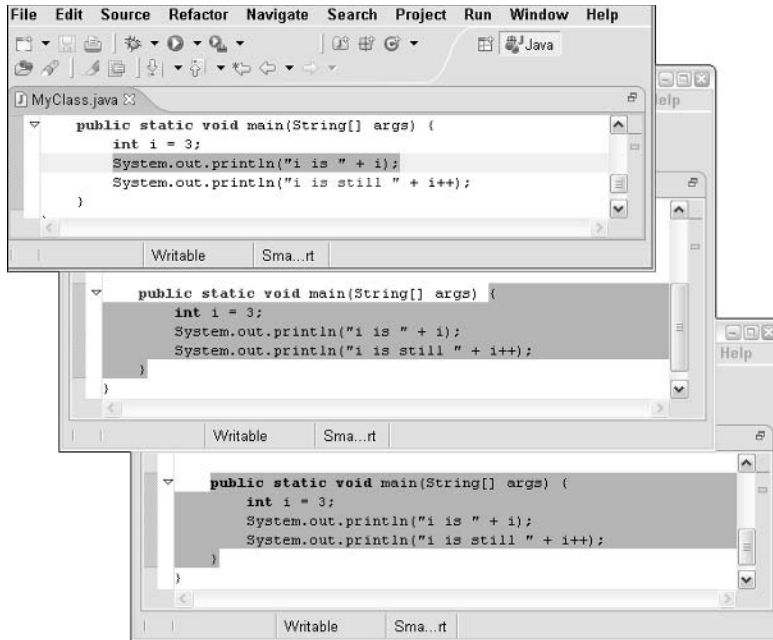 File Edit Source Refactor Navigate Search Project Run Window Help
Java
MyClass.java
public static void main(String[] args) {
int i = 3;
System.out.println("i is " + i);
System.out.println("i is still " + i++);
}
Writable Sma...rt
Help
public static void main(String[] args) {
int i = 3;
System.out.println("i is " + i);
System.out.println("i is still " + i++);
}
}
Writable Sma...rt
Help
public static void main(String[] args) {
int i = 3;
System.out.println("i is " + i);
System.out.println("i is still " + i++);
}
}
Writable Sma...rt